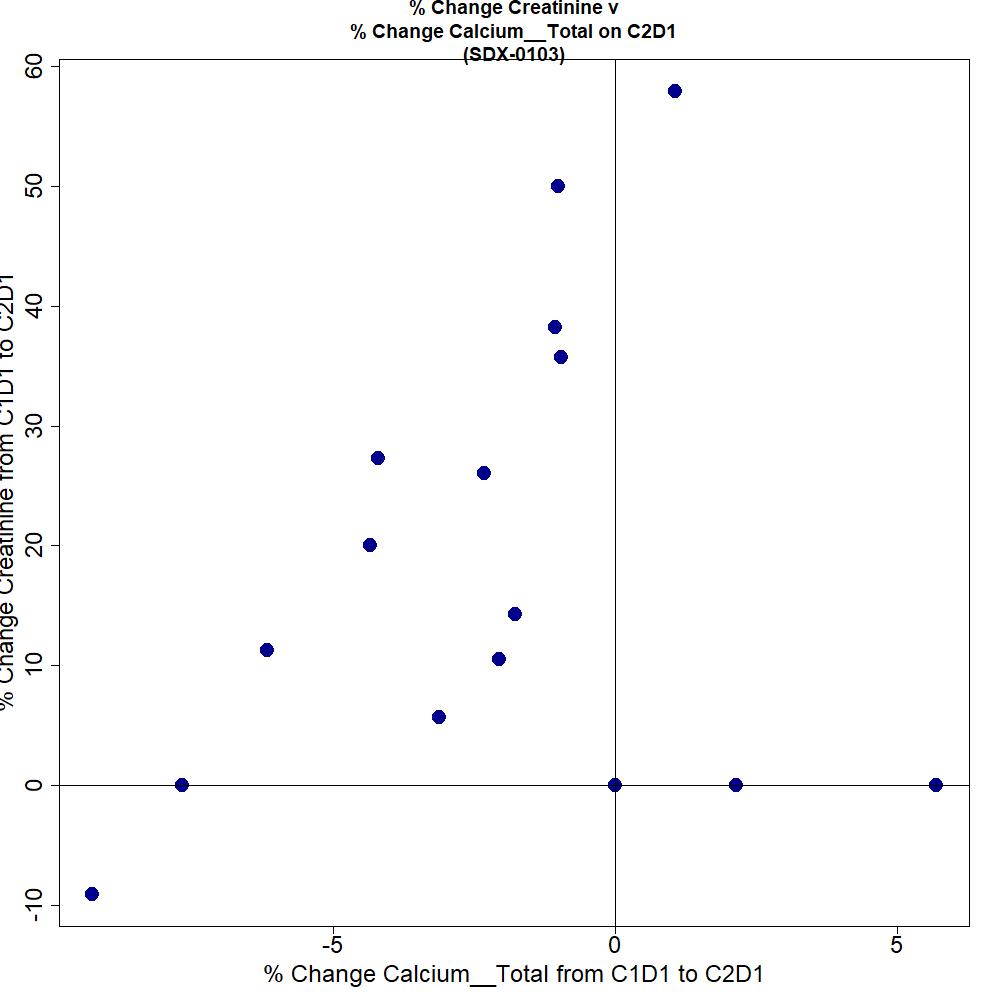 % Change Creatinine v
% Change Calcium__Total on C2D1
(SDX-0103)
% Change Creatinine from C1D1 to C2D1
60
50
40
30
20
10
0
-10
-5
0
5
% Change Calcium__Total from C1D1 to C2D1